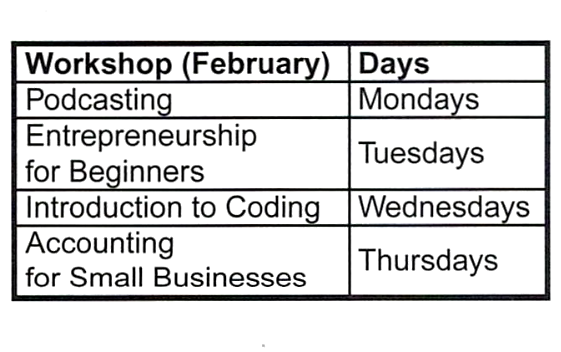 Workshop (February) Days
Podcasting Mondays
Entrepreneurship
for Beginners
Tuesdays
Introduction to Coding Wednesdays
Accounting
for Small Businesses
Thursdays